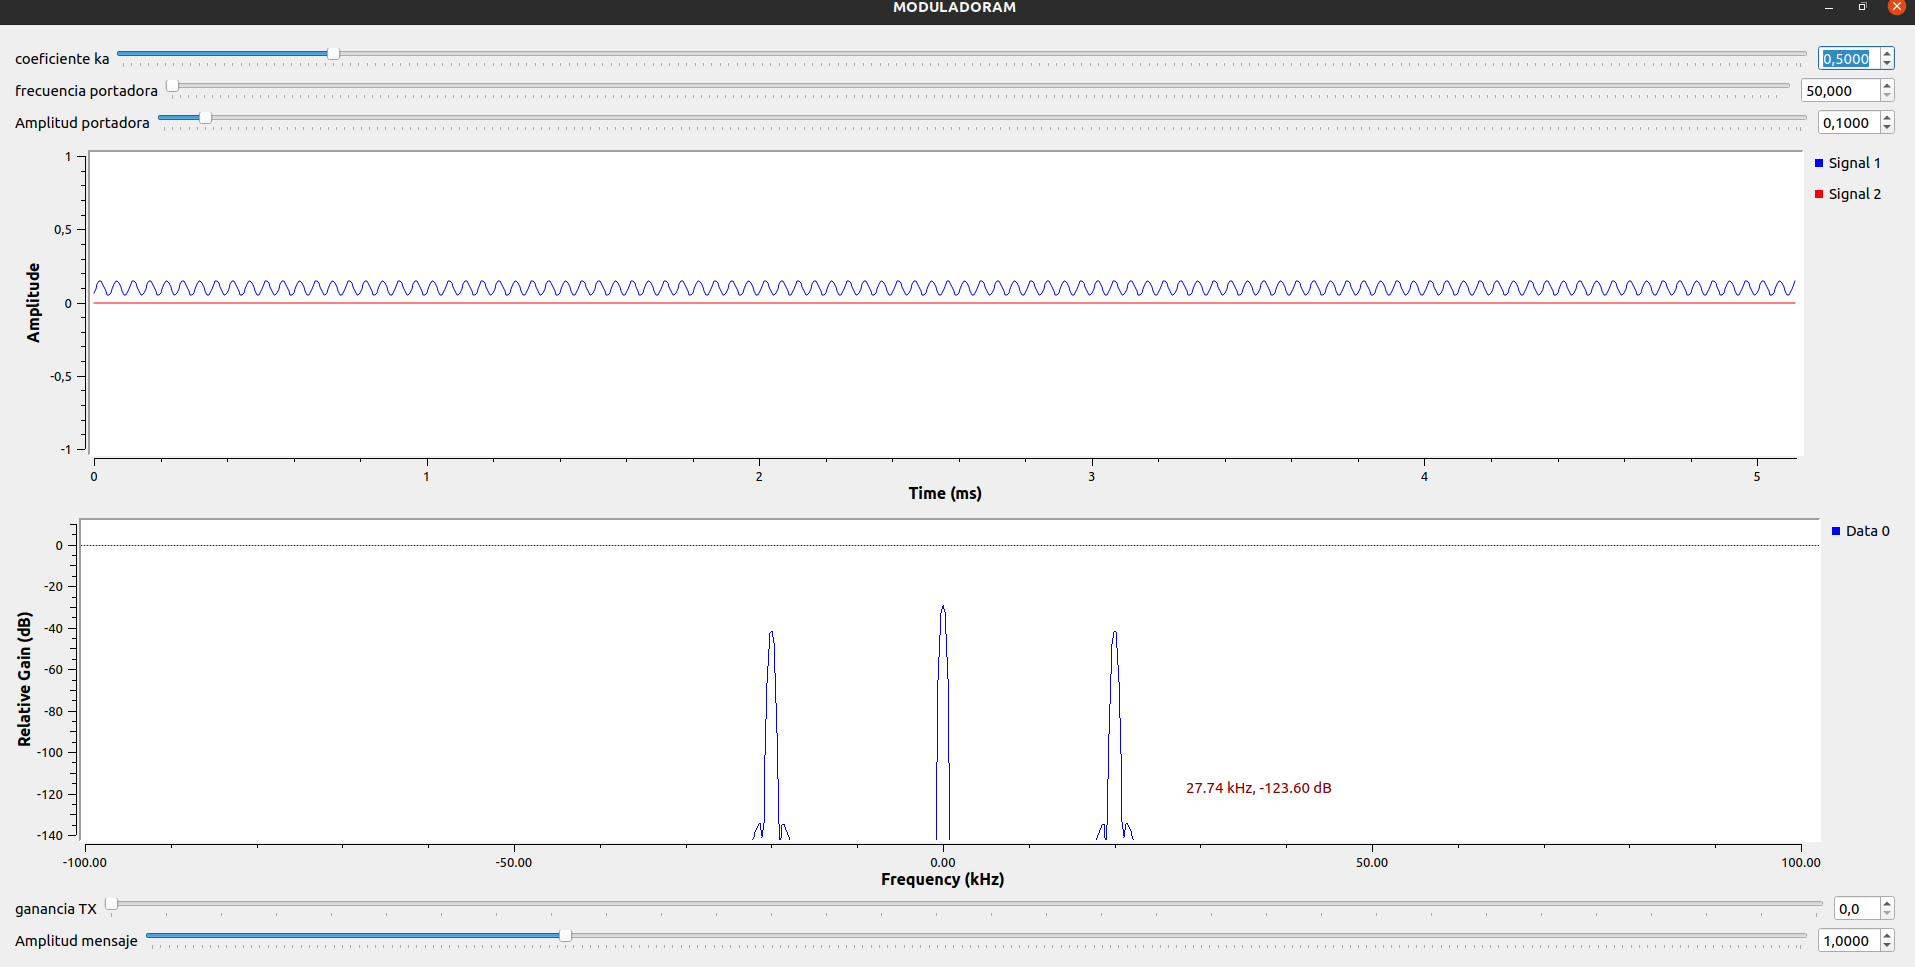 MODULADORAM
coeficiente ka 0,5000
frecuencia portadora 50,000
Amplitud portadora 0,1000
1
0,5
0
-0,5
-1
Amplitude
Signal 1
Signal 2
0 1 2 3 4 5
Time (ms)
0
-20
-40
-60
-80
-100
-120
-140
Relative Gain (dB)
Data 0
27.74 kHz, -123.60 dB
-100.00 -50.00 0.00 50.00 100.00
Frequency (kHz)
ganancia TX 0,0
Amplitud mensaje 1,0000